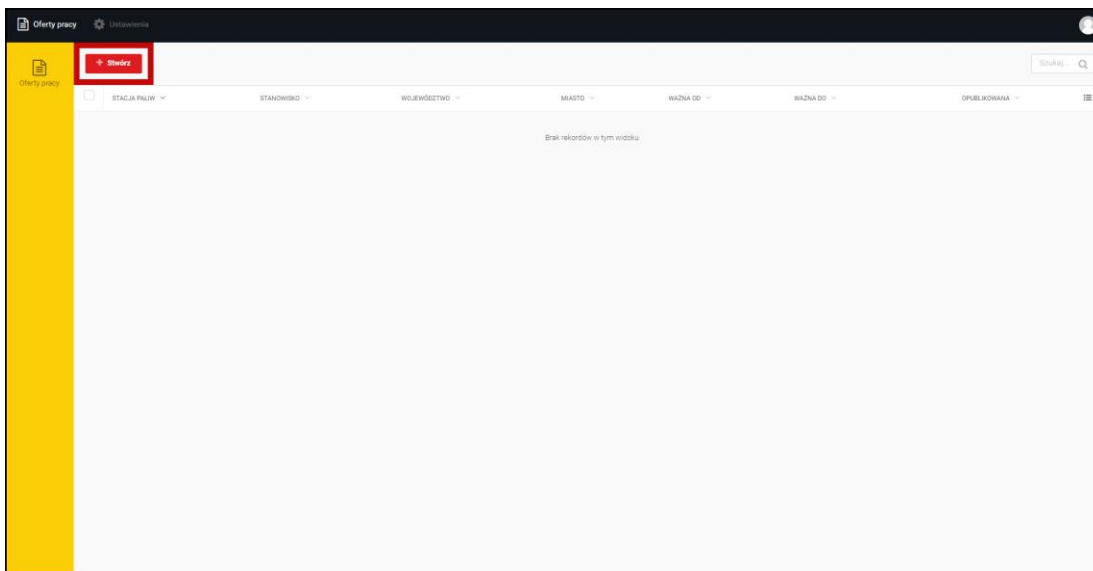 Oferty pracy Ustawienia
Oferty pracy
+ Stwórz
Szukaj...
STACJA PALIW STANOWISKO WOJEWÓDZTWO MIASTO WAŻNA OD WAŻNA DO OPUBLIKOWANA
Brak rekordów w tym widoku.